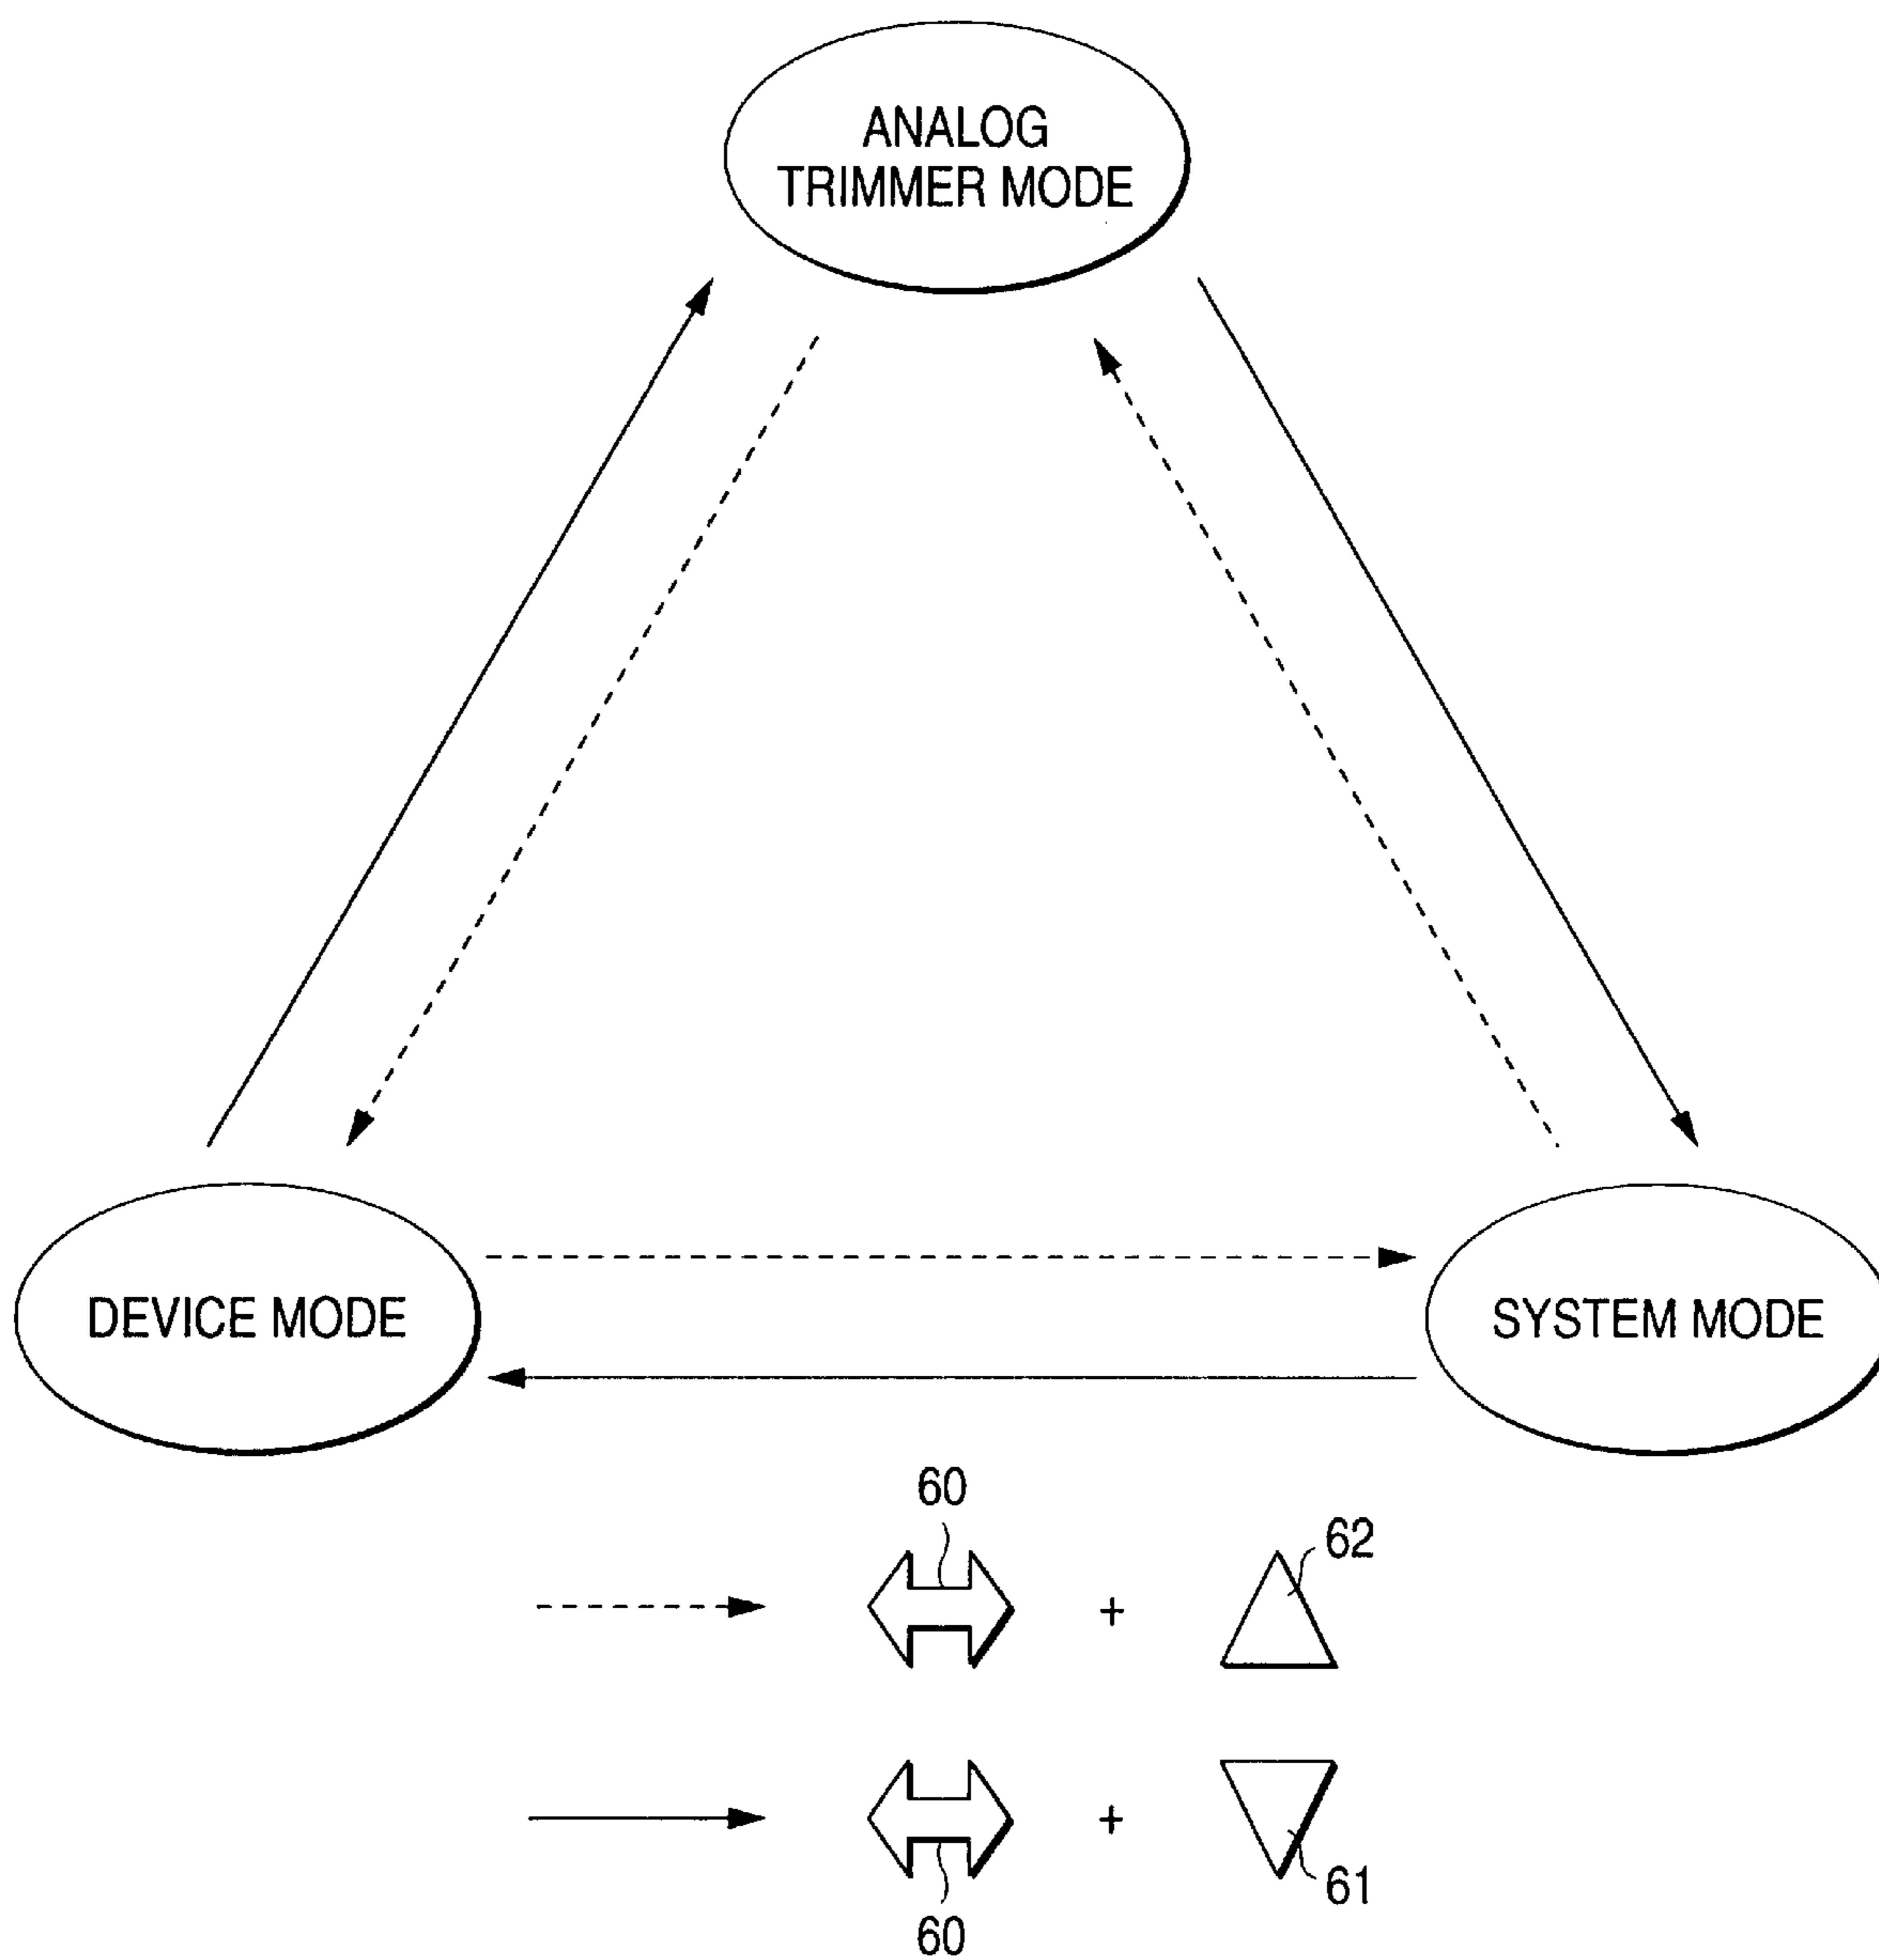 ANALOG
TRIMMER MODE
DEVICE MODE
SYSTEM MODE
60
62
+
+
61
60